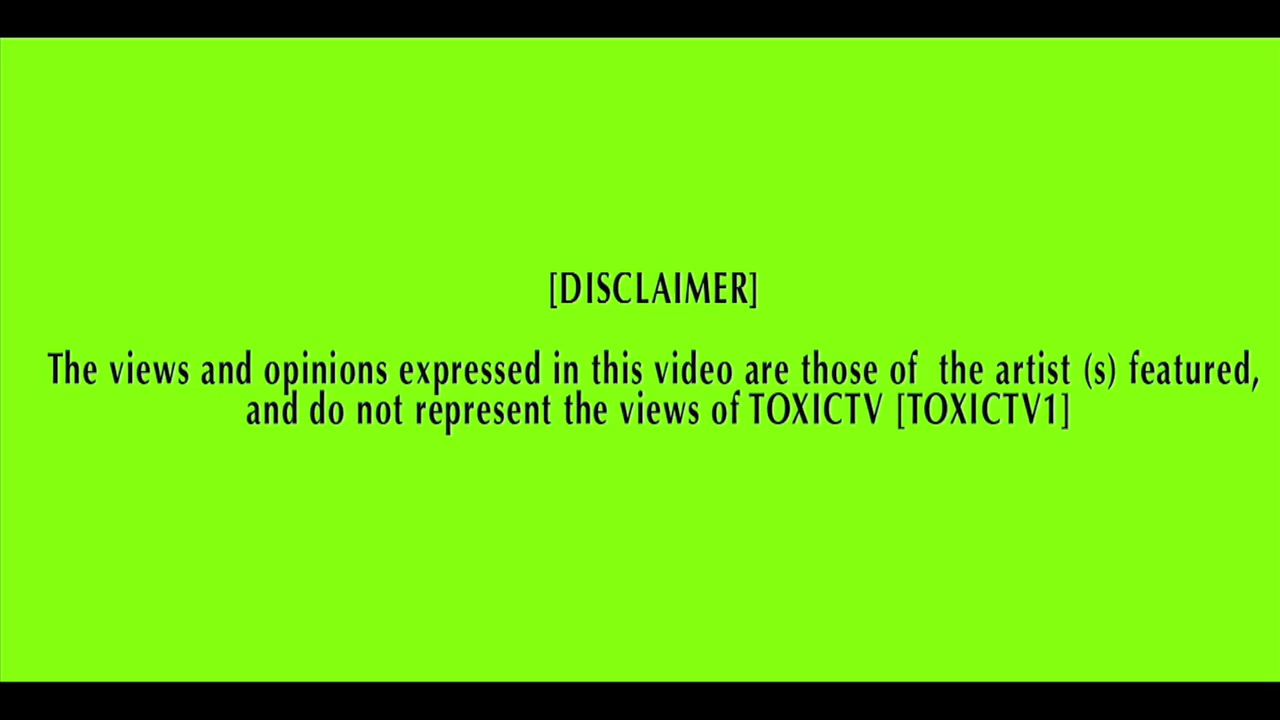 [DISCLAIMER]
The views and opinions expressed in this video are those of  the artist (s) featured,
and do not represent the views of TOXICTV [TOXICTV1]